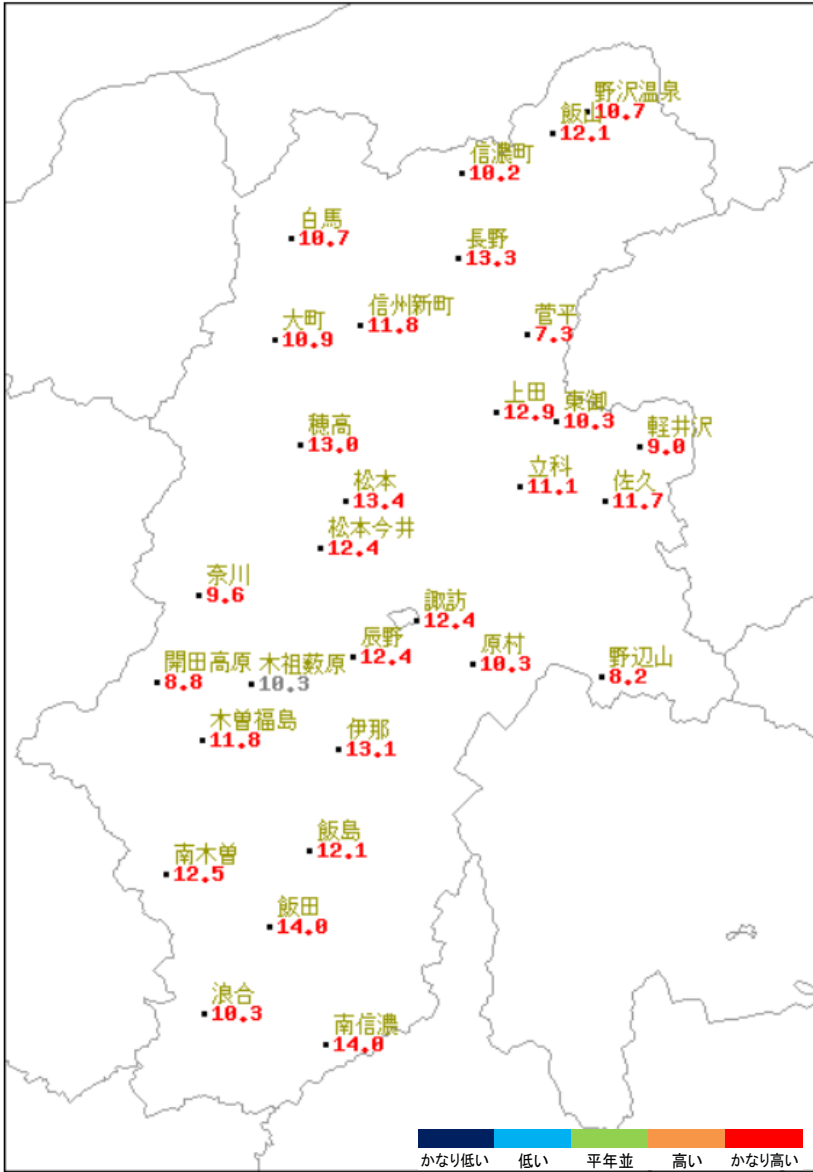 野沢温泉
10.7
飯山
12.1
信濃町
10.2
白馬
10.7
長野
13.3
信州新町
11.8
大町
10.9
菅平
7.3
上田
12.9
東御
10.3
軽井沢
9.0
穂高
13.0
松本
13.4
立科
11.1
佐久
11.7
松本今井
12.4
奈川
9.6
諏訪
12.4
辰野
12.4
原村
10.3
野辺山
8.2
開田高原
8.8
木祖薮原
10.3
木曽福島
11.8
伊那
13.1
飯島
12.1
南木曽
12.5
飯田
14.0
浪合
10.3
南信濃
14.0
かなり低い 低い 平年並 高い かなり高い